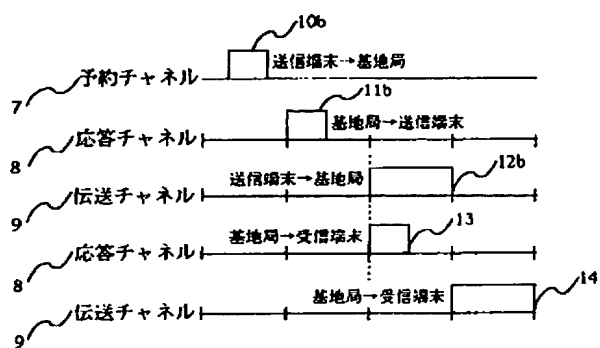 10b
送信端末→基地局
予約チャネル
7
11b
基地局→送信端末
応答チャネル
8
送信端末→基地局
12b
伝送チャネル
9
基地局→受信端末
13
応答チャネル
8
基地局→受信端末
14
伝送チャネル
9